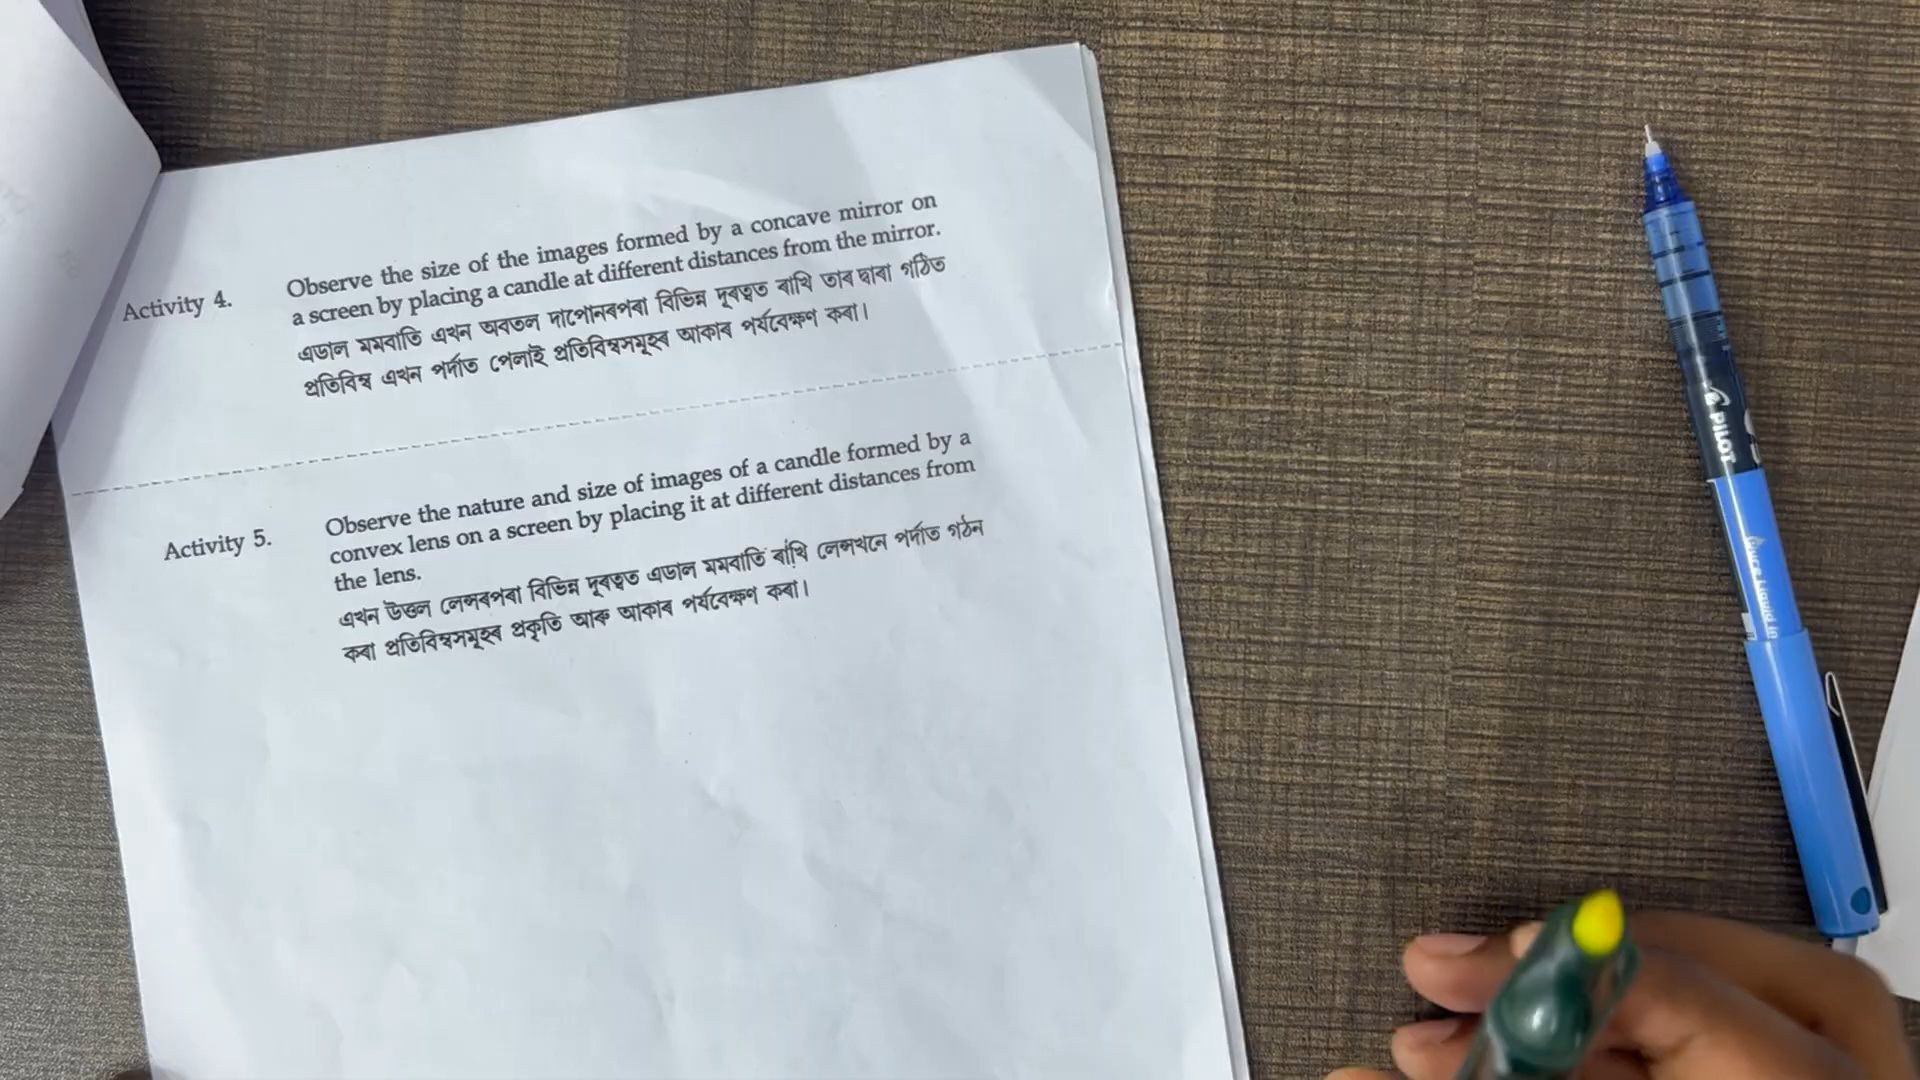 Activity 4. Observe the size of the images formed by a concave mirror on
a screen by placing a candle at different distances from the mirror.
এডাল মমবাতি এখন অবতল দাপোনৰপৰা বিভিন্ন দূৰত্বত ৰাখি তাৰ দ্বাৰা গঠিত
প্ৰতিবিম্ব এখন পৰ্দাত পেলাই প্ৰতিবিম্বসমূহৰ আকাৰ পৰ্যবেক্ষণ কৰা।
Activity 5. Observe the nature and size of images of a candle formed by a
convex lens on a screen by placing it at different distances from
the lens.
এখন উত্তল লেন্সৰপৰা বিভিন্ন দূৰত্বত এডাল মমবাতি ৰাখি লেন্সখনে পৰ্দাত গঠন
কৰা প্ৰতিবিম্বসমূহৰ প্ৰকৃতি আৰু আকাৰ পৰ্যবেক্ষণ কৰা।
PILOT
Liquid